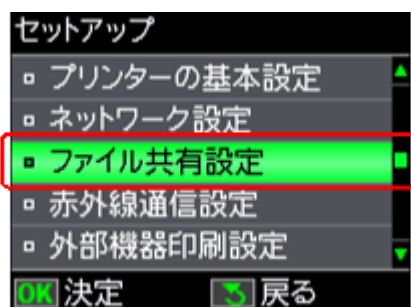 セットアップ
プリンターの基本設定
ネットワーク設定
ファイル共有設定
赤外線通信設定
外部機器印刷設定
OK 決定 戻る